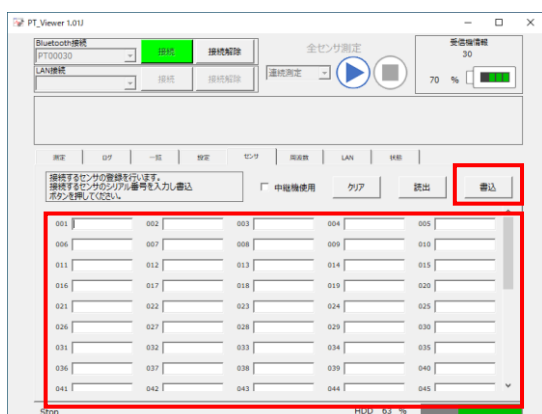 PT_Viewer 1.01J
Bluetooth接続
PT00030
接続
接続解除
LAN接続
接続
接続解除
全センサ測定
連続測定
受信機情報
30
70 %
測定 ログ 一括 設定 センサ 周波数 LAN 状態
接続するセンサの登録を行います。
接続するセンサのシリアル番号を入力し書込
ボタンを押してください。
中継機使用
クリア
読出
書込
001 002 003 004 005
006 007 008 009 010
011 012 013 014 015
016 017 018 019 020
021 022 023 024 025
026 027 028 029 030
031 032 033 034 035
036 037 038 039 040
041 042 043 044 045
Stop HDD 63 %